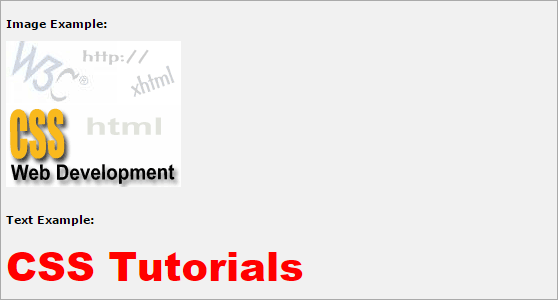 Image Example:
W3C®
http://
xhtml
CSS
html
Web Development
Text Example:
CSS Tutorials